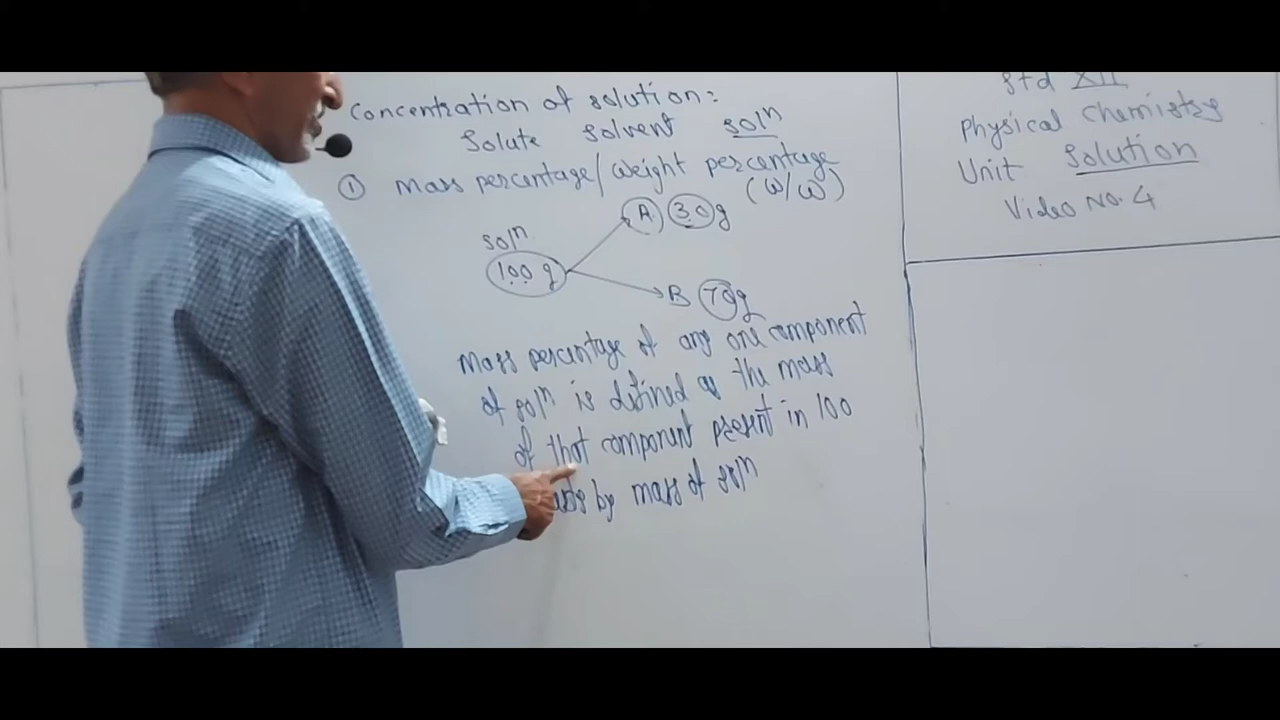 Concentration of solution:
Solute Solvent Solⁿ
① Mass percentage/Weight percentage
(W/W)
Solⁿ
100 g
A 30g
B 70g
Mass percentage of any one component
of solⁿ is defined as the mass
of that component present in 100
by mass of solⁿ
Std XII
Physical Chemistry
Unit Solution
Video No. 4